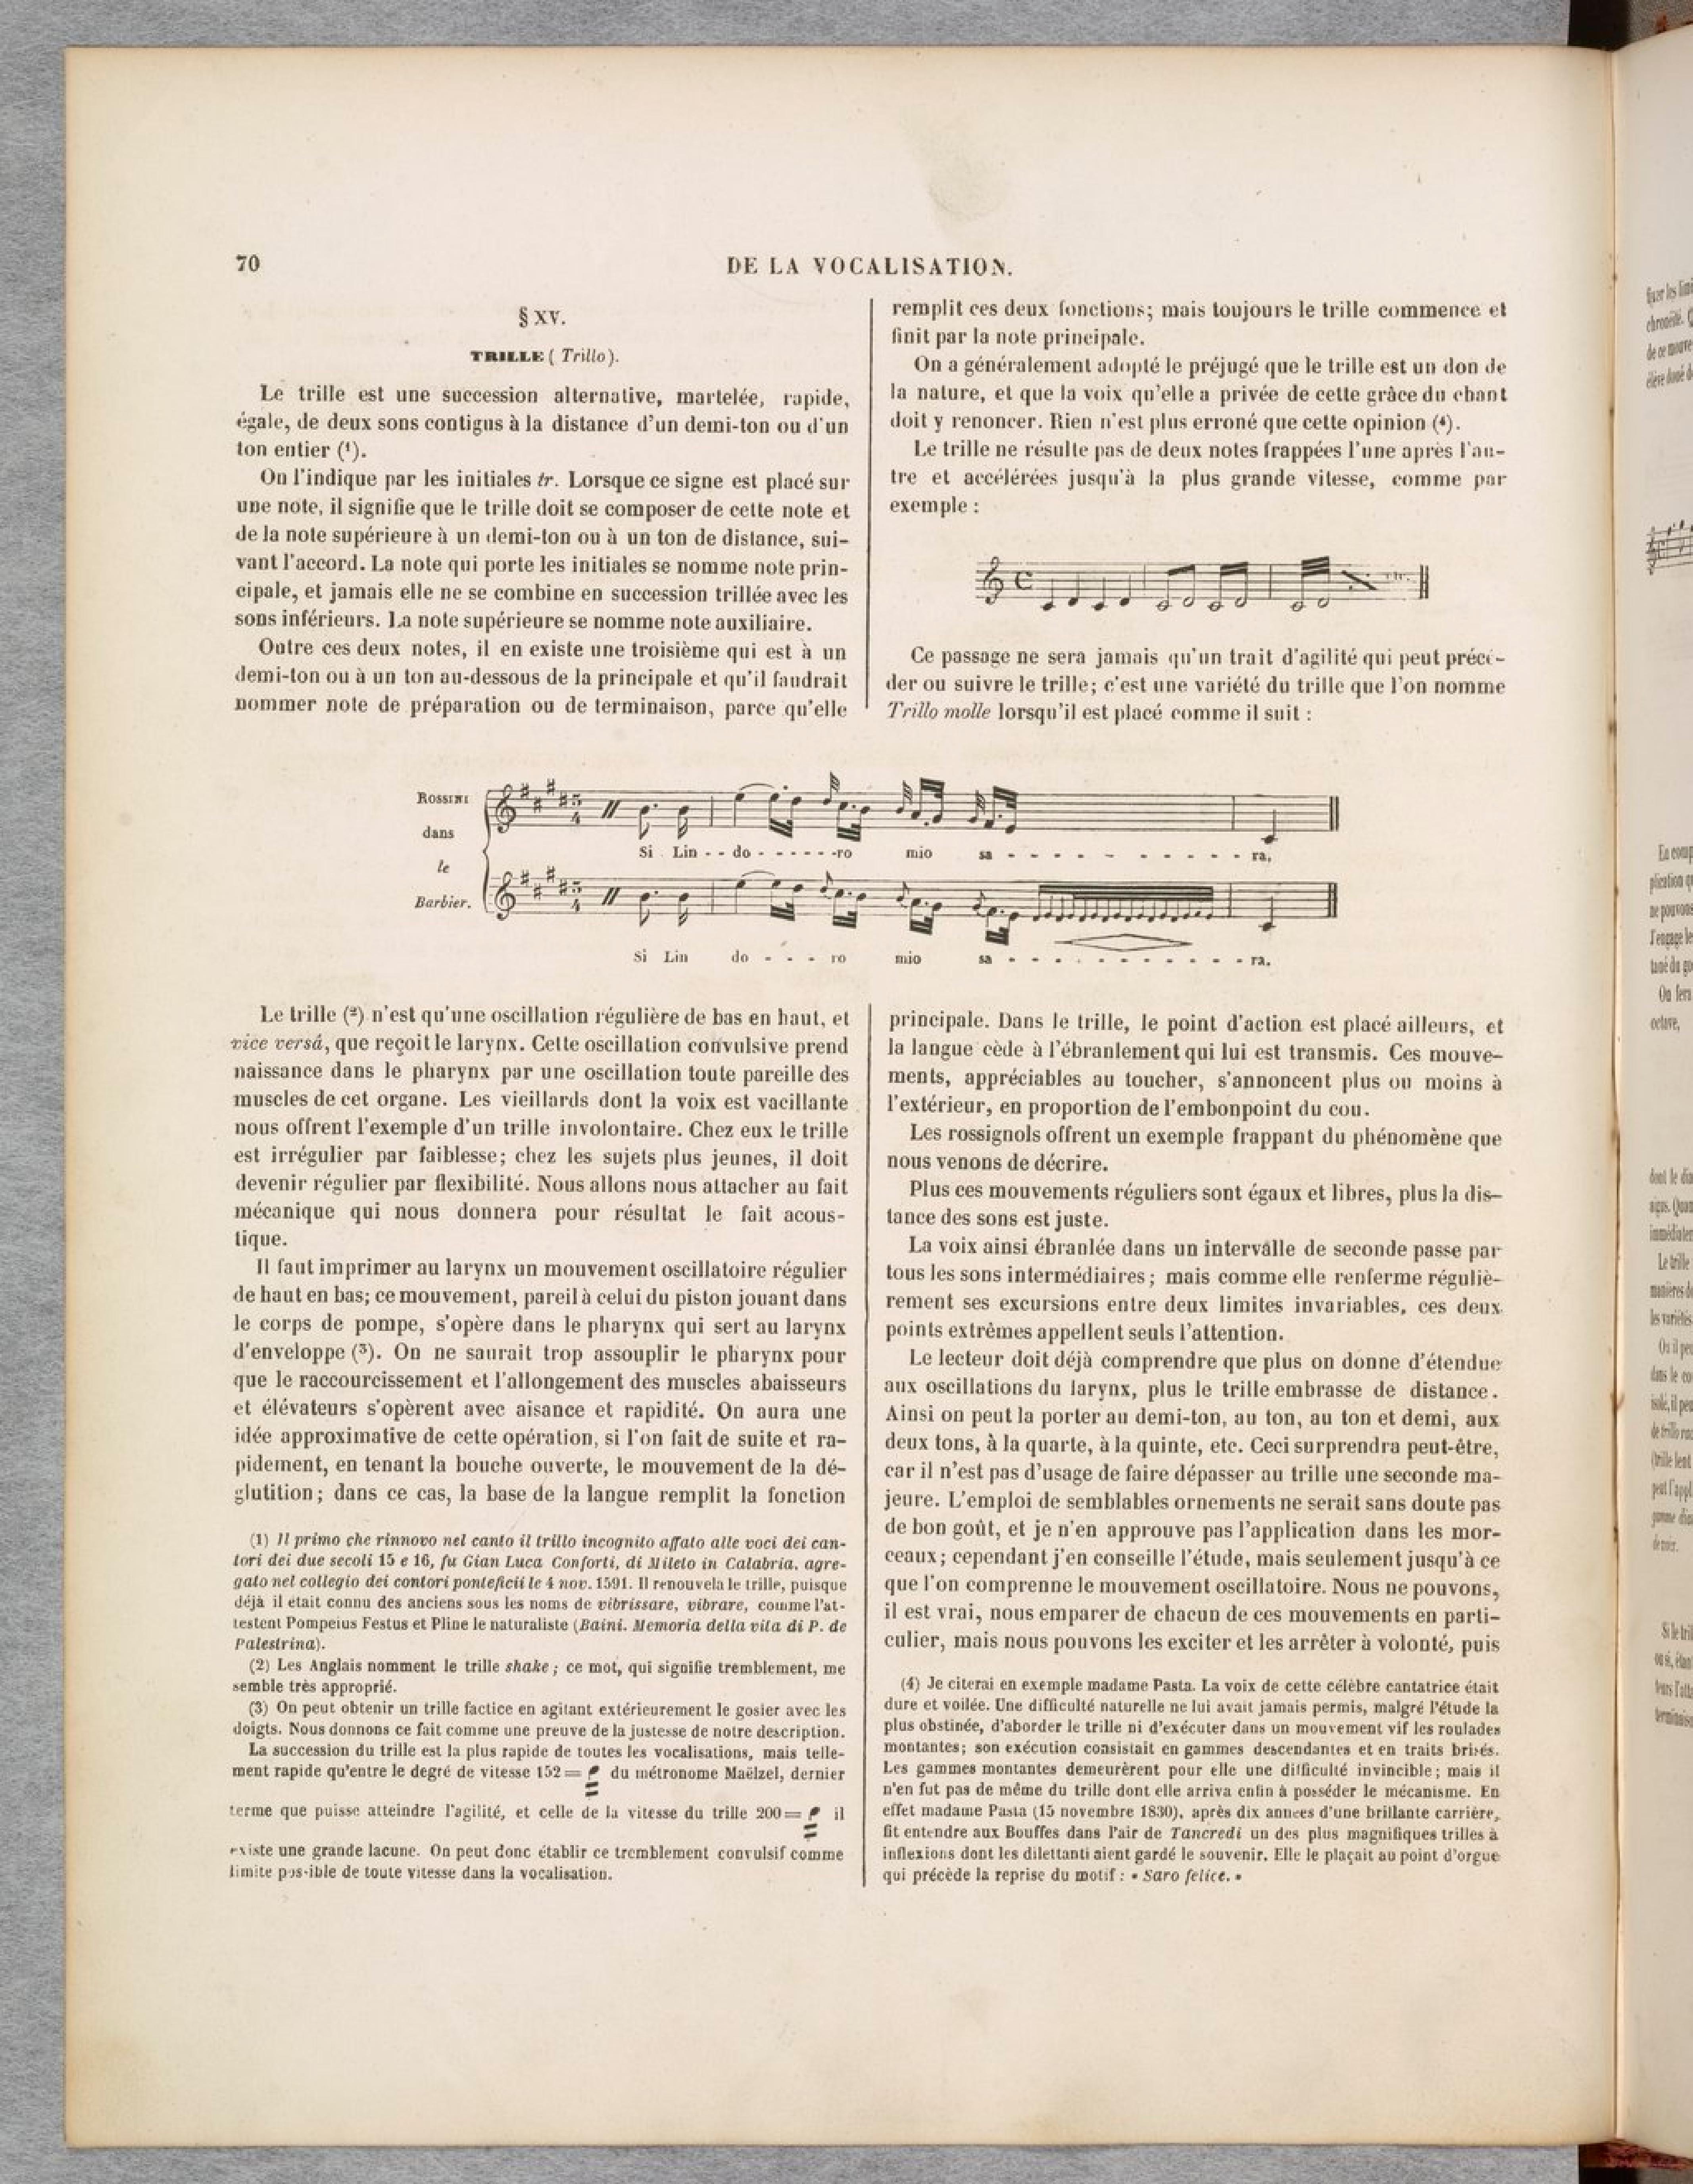 70
DE LA VOCALISATION.
§ XV.
TRILLE ( Trillo).
Le trille est une succession alternative, martelée, rapide,
égale, de deux sons contigus à la distance d'un demi-ton ou d'un
ton entier (1).
On l'indique par les initiales tr. Lorsque ce signe est placé sur
une note, il signifie que le trille doit se composer de cette note et
de la note supérieure à un demi-ton ou à un ton de distance, sui-
vant l'accord. La note qui porte les initiales se nomme note prin-
cipale, et jamais elle ne se combine en succession trillée avec les
sons inférieurs. La note supérieure se nomme note auxiliaire.
Outre ces deux notes, il en existe une troisième qui est à un
demi-ton ou à un ton au-dessous de la principale et qu'il faudrait
nommer note de préparation ou de terminaison, parce qu'elle
remplit ces deux fonctions; mais toujours le trille commence et
finit par la note principale.
On a généralement adopté le préjugé que le trille est un don de
la nature, et que la voix qu'elle a privée de cette grâce du chant
doit y renoncer. Rien n'est plus erroné que cette opinion (4).
Le trille ne résulte pas de deux notes frappées l'une après l'au-
tre et accélérées jusqu'à la plus grande vitesse, comme par
exemple :
Ce passage ne sera jamais qu'un trait d'agilité qui peut précé-
der ou suivre le trille; c'est une variété du trille que l'on nomme
Trillo molle lorsqu'il est placé comme il suit :
ROSSINI
dans
le
Barbier.
Si Lin - - do - - - - - -ro mio sa - - - - - - - - - - ra,
Si Lin do - - - ro mio sa - - - - - - - - - - - ra.
Le trille (2) n'est qu'une oscillation régulière de bas en haut, et
vice versá, que reçoit le larynx. Cette oscillation convulsive prend
naissance dans le pharynx par une oscillation toute pareille des
muscles de cet organe. Les vieillards dont la voix est vacillante
nous offrent l'exemple d'un trille involontaire. Chez eux le trille
est irrégulier par faiblesse; chez les sujets plus jeunes, il doit
devenir régulier par flexibilité. Nous allons nous attacher au fait
mécanique qui nous donnera pour résultat le fait acous-
tique.
Il faut imprimer au larynx un mouvement oscillatoire régulier
de haut en bas; ce mouvement, pareil à celui du piston jouant dans
le corps de pompe, s'opère dans le pharynx qui sert au larynx
d'enveloppe (3). On ne saurait trop assouplir le pharynx pour
que le raccourcissement et l'allongement des muscles abaisseurs
et élévateurs s'opèrent avec aisance et rapidité. On aura une
idée approximative de cette opération, si l'on fait de suite et ra-
pidement, en tenant la bouche ouverte, le mouvement de la dé-
glutition; dans ce cas, la base de la langue remplit la fonction
(1) Il primo che rinnovo nel canto il trillo incognito affato alle voci dei can-
tori dei due secoli 15 e 16, fu Gian Luca Conforti, di Mileto in Calabria, agre-
gato nel collegio dei contori ponteficii le 4 nov. 1591. Il renouvela le trille, puisque
déjà il était connu des anciens sous les noms de vibrissare, vibrare, comme l'at-
testent Pompeius Festus et Pline le naturaliste (Baini. Memoria della vita di P. de
Palestrina).
(2) Les Anglais nomment le trille shake; ce mot, qui signifie tremblement, me
semble très approprié.
(3) On peut obtenir un trille factice en agitant extérieurement le gosier avec les
doigts. Nous donnons ce fait comme une preuve de la justesse de notre description.
La succession du trille est la plus rapide de toutes les vocalisations, mais telle-
ment rapide qu'entre le degré de vitesse 152= du métronome Maëlzel, dernier
terme que puisse atteindre l'agilité, et celle de la vitesse du trille 200= il
existe une grande lacune. On peut donc établir ce tremblement convulsif comme
limite possible de toute vitesse dans la vocalisation.
principale. Dans le trille, le point d'action est placé ailleurs, et
la langue cède à l'ébranlement qui lui est transmis. Ces mouve-
ments, appréciables au toucher, s'annoncent plus ou moins à
l'extérieur, en proportion de l'embonpoint du cou.
Les rossignols offrent un exemple frappant du phénomène que
nous venons de décrire.
Plus ces mouvements réguliers sont égaux et libres, plus la dis-
tance des sons est juste.
La voix ainsi ébranlée dans un intervalle de seconde passe par
tous les sons intermédiaires; mais comme elle renferme réguliè-
rement ses excursions entre deux limites invariables, ces deux
points extrêmes appellent seuls l'attention.
Le lecteur doit déjà comprendre que plus on donne d'étendue
aux oscillations du larynx, plus le trille embrasse de distance.
Ainsi on peut la porter au demi-ton, au ton, au ton et demi, aux
deux tons, à la quarte, à la quinte, etc. Ceci surprendra peut-être,
car il n'est pas d'usage de faire dépasser au trille une seconde ma-
jeure. L'emploi de semblables ornements ne serait sans doute pas
de bon goût, et je n'en approuve pas l'application dans les mor-
ceaux; cependant j'en conseille l'étude, mais seulement jusqu'à ce
que l'on comprenne le mouvement oscillatoire. Nous ne pouvons,
il est vrai, nous emparer de chacun de ces mouvements en parti-
culier, mais nous pouvons les exciter et les arrêter à volonté, puis
(4) Je citerai en exemple madame Pasta. La voix de cette célèbre cantatrice était
dure et voilée. Une difficulté naturelle ne lui avait jamais permis, malgré l'étude la
plus obstinée, d'aborder le trille ni d'exécuter dans un mouvement vif les roulades
montantes; son exécution consistait en gammes descendantes et en traits brisés.
Les gammes montantes demeurèrent pour elle une difficulté invincible; mais il
n'en fut pas de même du trille dont elle arriva enfin à posséder le mécanisme. En
effet madame Pasta (15 novembre 1830), après dix années d'une brillante carrière,
fit entendre aux Bouffes dans l'air de Tancredi un des plus magnifiques trilles à
inflexions dont les dilettanti aient gardé le souvenir. Elle le plaçait au point d'orgue
qui précède la reprise du motif : « Saro felice. »